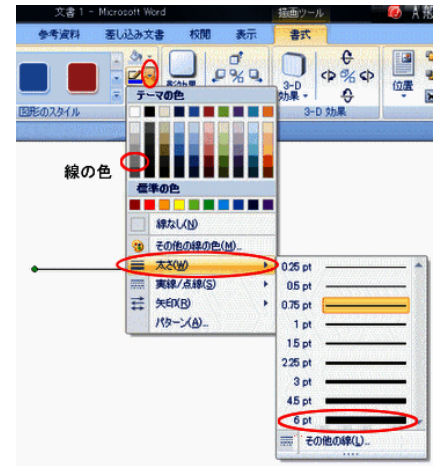 文書 1 - Microsoft Word
描画ツール
参考資料 差し込み文書 校閲 表示 書式
3-D 効果
位置
図形のスタイル
3-D 効果
テーマの色
線の色
標準の色
線なし(N)
その他の線の色(M)...
太さ(W)
実線/点線(S)
矢印(R)
パターン(A)...
0.25 pt
0.5 pt
0.75 pt
1 pt
1.5 pt
2.25 pt
3 pt
4.5 pt
6 pt
その他の線(L)...